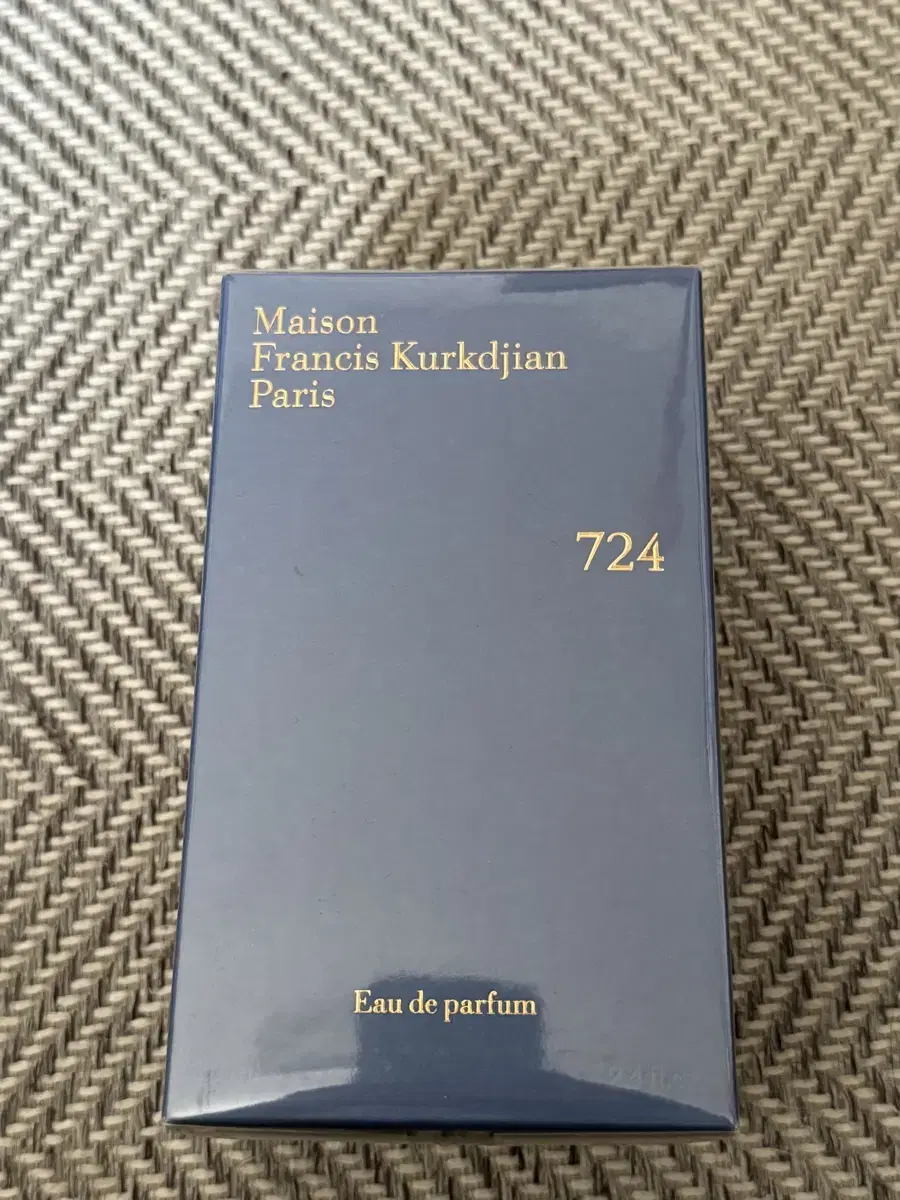 Maison
Francis Kurkdjian
Paris
724
Eau de parfum